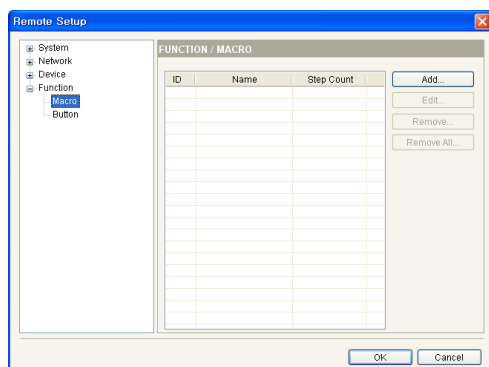 Remote Setup
System
Network
Device
Function
Macro
Button
FUNCTION / MACRO
ID Name Step Count
Add...
Edit...
Remove...
Remove All...
OK Cancel